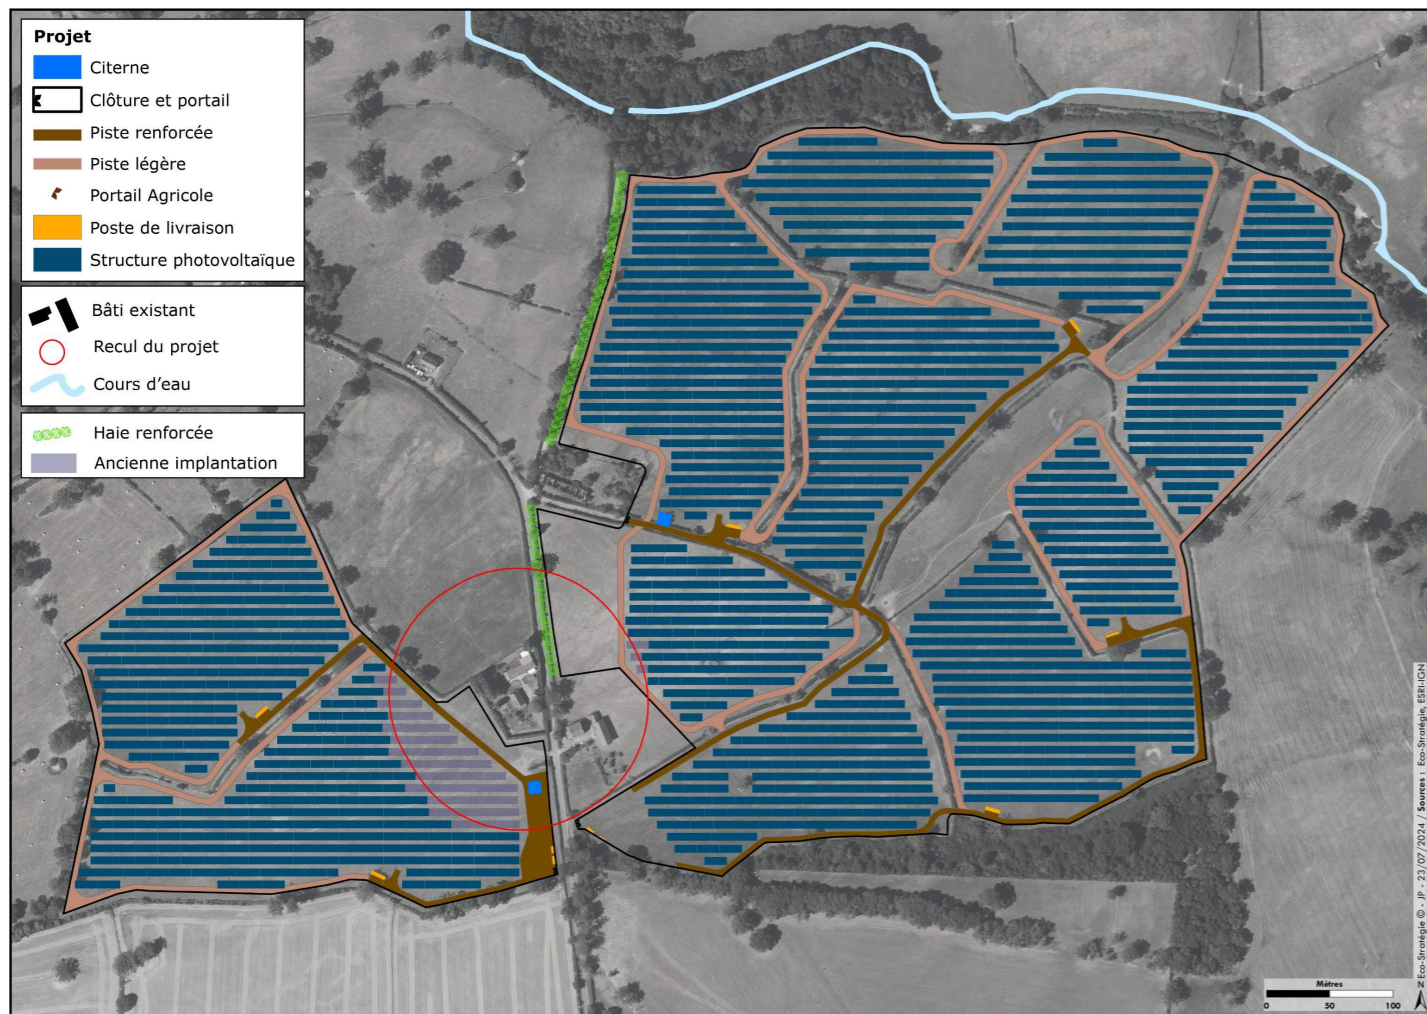 Projet
Citerne
Clôture et portail
Piste renforcée
Piste légère
Portail Agricole
Poste de livraison
Structure photovoltaïque
Bâti existant
Recul du projet
Cours d'eau
Haie renforcée
Ancienne implantation
Eco-Stratégie © - JP - 23/07/2024 / Sources : Eco-Stratégie, ESRI-IGN
Mètres
0 50 100
N